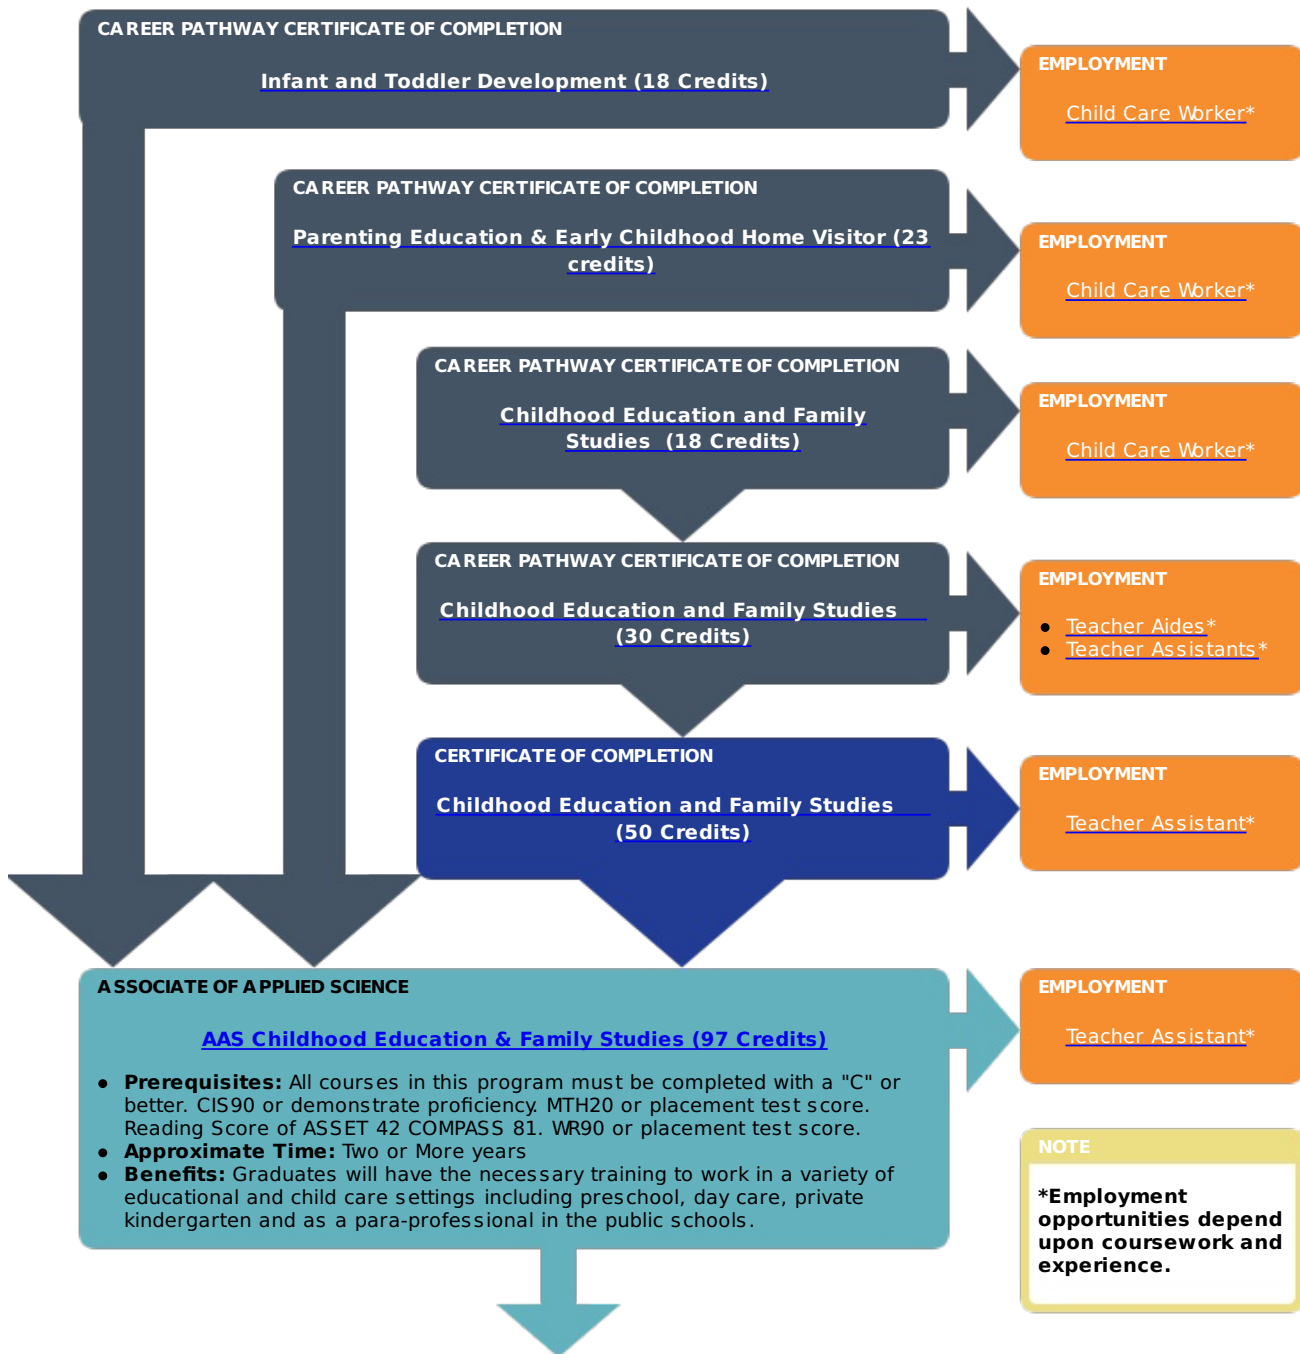 CAREER PATHWAY CERTIFICATE OF COMPLETION
Infant and Toddler Development (18 Credits)
EMPLOYMENT
Child Care Worker*
CAREER PATHWAY CERTIFICATE OF COMPLETION
Parenting Education & Early Childhood Home Visitor (23
credits)
EMPLOYMENT
Child Care Worker*
CAREER PATHWAY CERTIFICATE OF COMPLETION
Childhood Education and Family
Studies (18 Credits)
EMPLOYMENT
Child Care Worker*
CAREER PATHWAY CERTIFICATE OF COMPLETION
Childhood Education and Family Studies
(30 Credits)
EMPLOYMENT
● Teacher Aides*
● Teacher Assistants*
CERTIFICATE OF COMPLETION
Childhood Education and Family Studies
(50 Credits)
EMPLOYMENT
Teacher Assistant*
ASSOCIATE OF APPLIED SCIENCE
AAS Childhood Education & Family Studies (97 Credits)
● Prerequisites: All courses in this program must be completed with a "C" or
better. CIS90 or demonstrate proficiency. MTH20 or placement test score.
Reading Score of ASSET 42 COMPASS 81. WR90 or placement test score.
● Approximate Time: Two or More years
● Benefits: Graduates will have the necessary training to work in a variety of
educational and child care settings including preschool, day care, private
kindergarten and as a para-professional in the public schools.
EMPLOYMENT
Teacher Assistant*
NOTE
*Employment
opportunities depend
upon coursework and
experience.